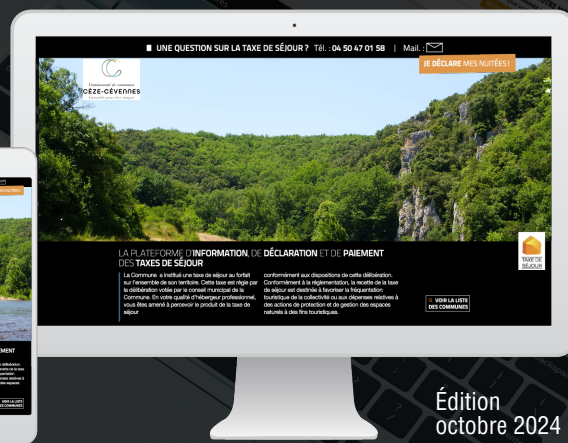 UNE QUESTION SUR LA TAXE DE SÉJOUR ? Tél. : 04 50 47 01 58 | Mail. :
JE DÉCLARE MES NUITÉES !
Communauté de communes
CÈZE-CÉVENNES
LA PLATEFORME D'INFORMATION, DE DÉCLARATION ET DE PAIEMENT
DES TAXES DE SÉJOUR
La Commune a institué une taxe de séjour au forfait
sur l'ensemble de son territoire. Cette taxe est régie par
la délibération votée par le conseil municipal de la
Commune. En votre qualité d'hébergeur professionnel,
vous êtes amené à percevoir le produit de la taxe de
séjour
conformément aux dispositions de cette délibération.
Conformément à la réglementation, la recette de la taxe
de séjour est destinée à favoriser la fréquentation
touristique de la collectivité ou aux dépenses relatives à
des actions de protection et de gestion des espaces
naturels à des fins touristiques.
TAXE DE
SÉJOUR
VOIR LA LISTE
DES COMMUNES
Édition
octobre 2024